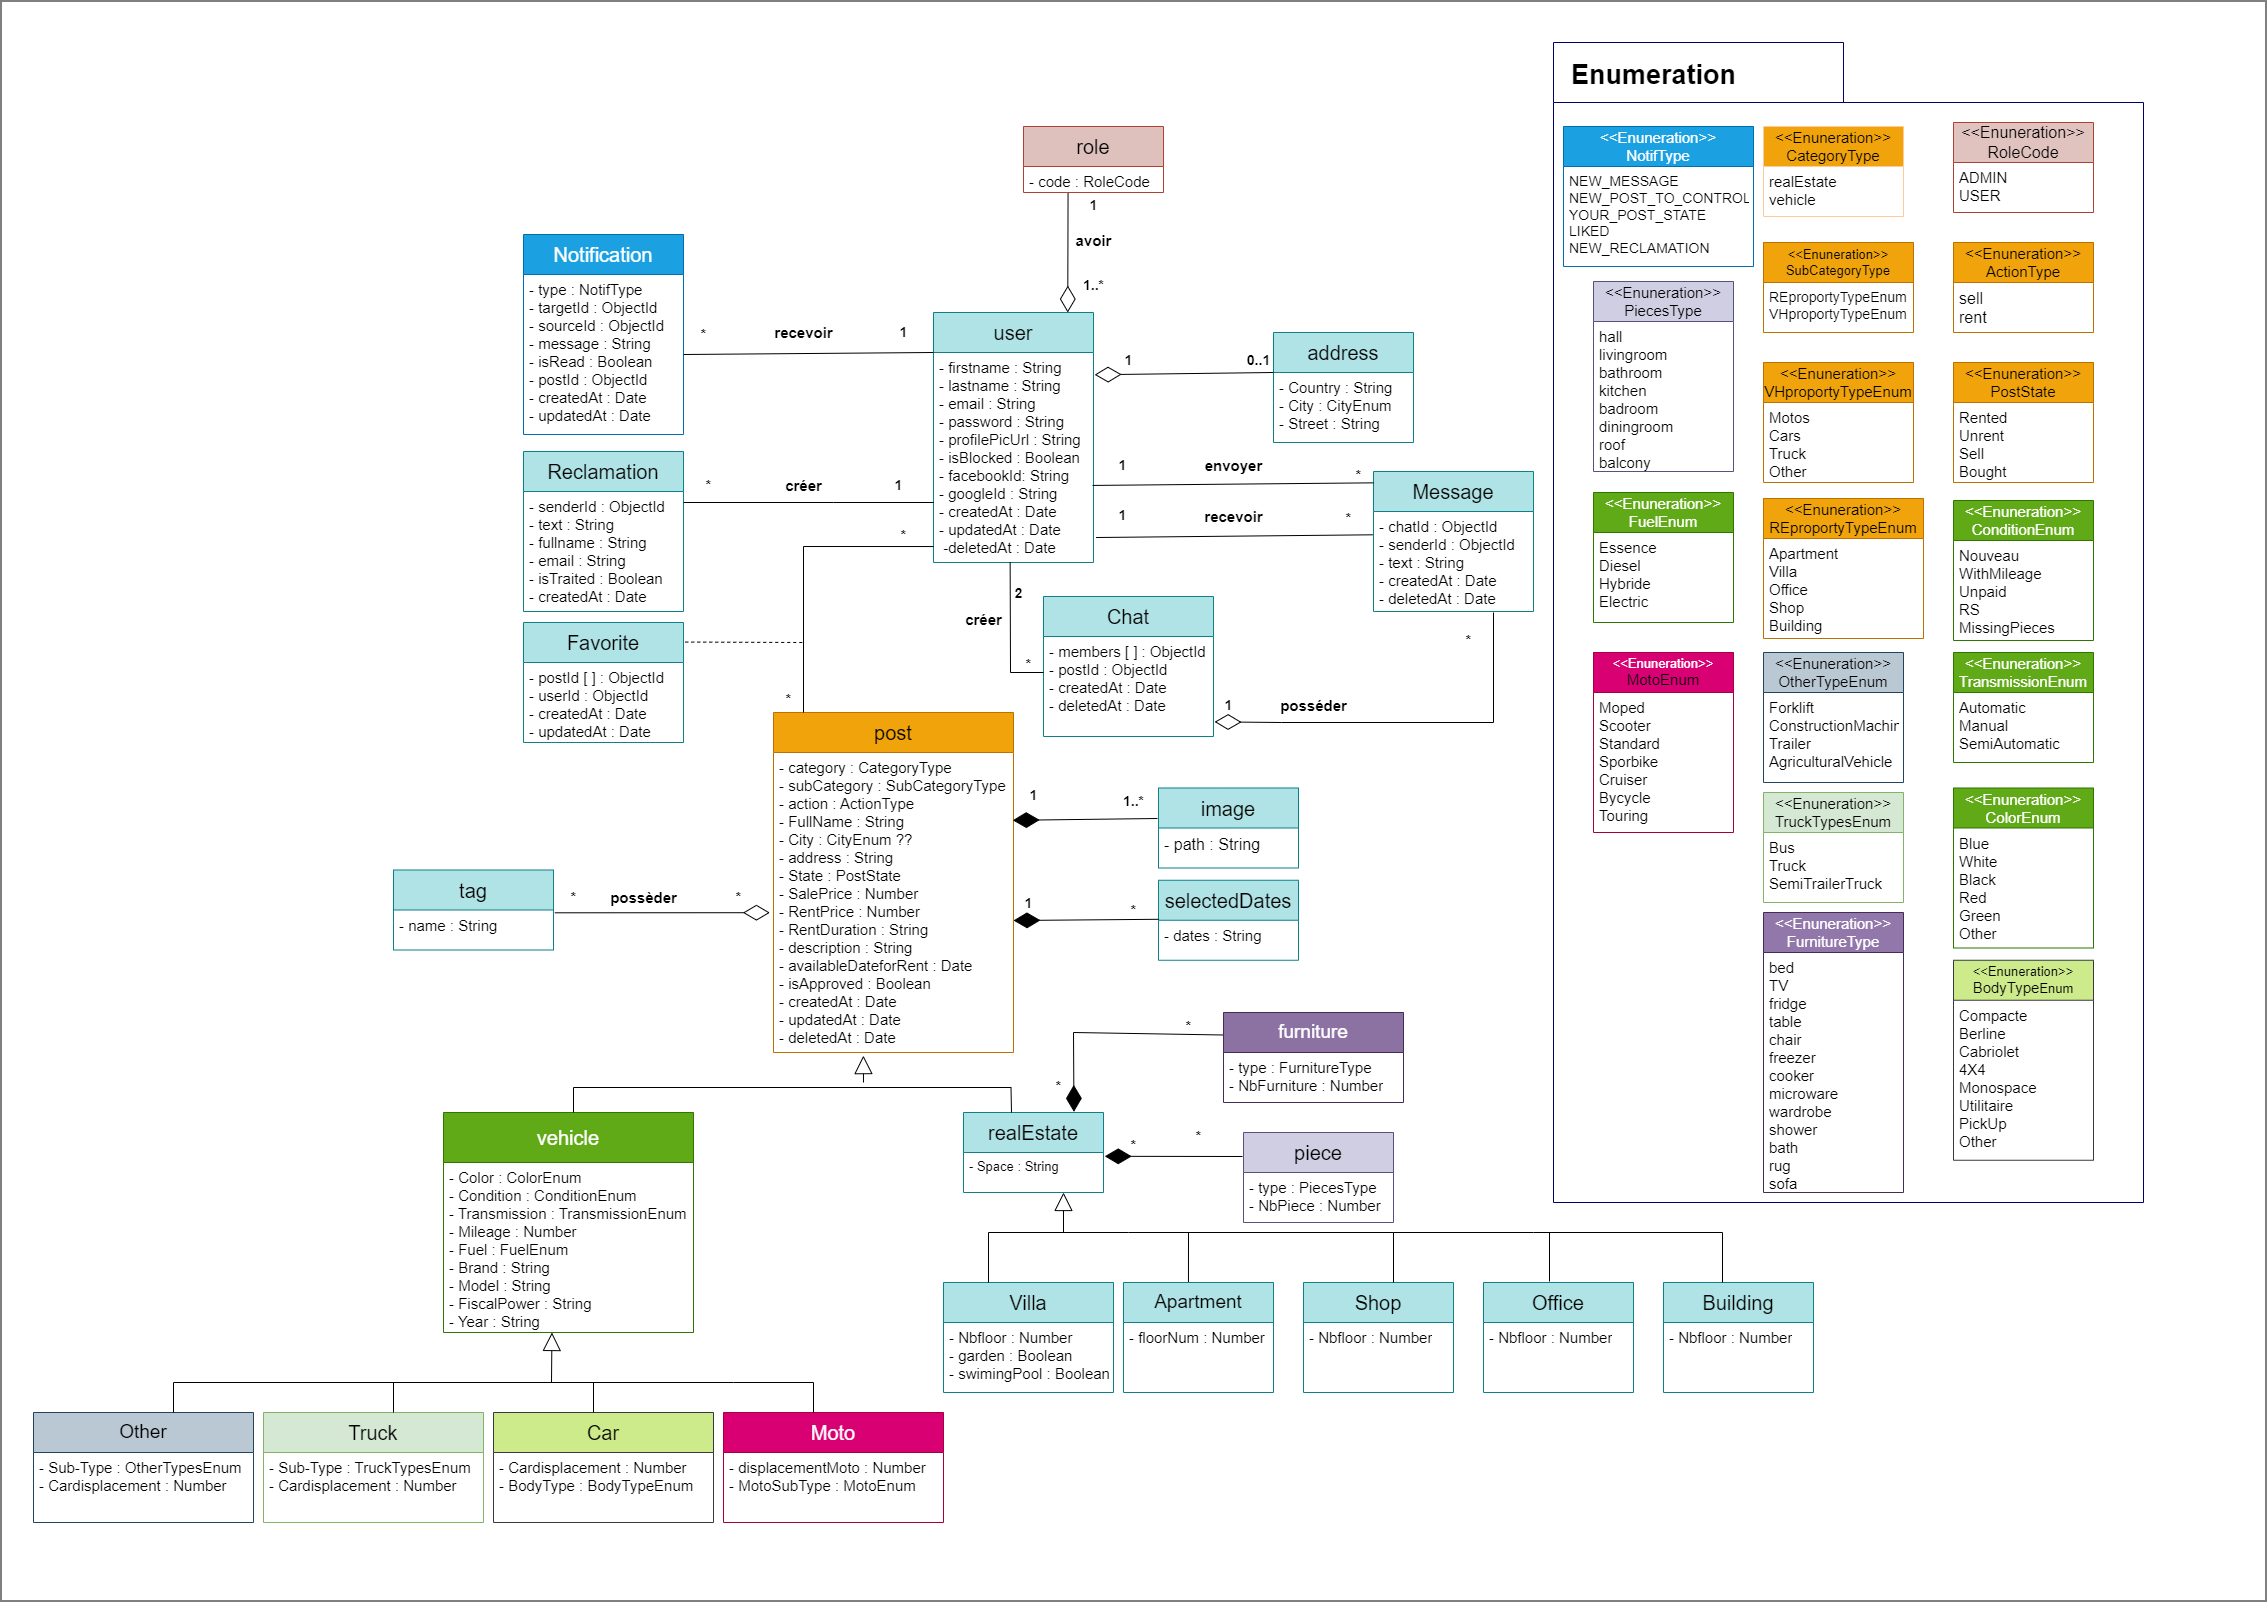 Enumeration
role
- code : RoleCode
1
avoir
1..*
Notification
- type : NotifType
- targetId : ObjectId
- sourceId : ObjectId
- message : String
- isRead : Boolean
- postId : ObjectId
- createdAt : Date
- updatedAt : Date
*
recevoir
1
user
- firstname : String
- lastname : String
- email : String
- password : String
- profilePicUrl : String
- isBlocked : Boolean
- facebookId: String
- googleId : String
- createdAt : Date
- updatedAt : Date
-deletedAt : Date
1
0..1
address
- Country : String
- City : CityEnum
- Street : String
Reclamation
- senderId : ObjectId
- text : String
- fullname : String
- email : String
- isTraited : Boolean
- createdAt : Date
*
créer
1
1
envoyer
*
1
recevoir
*
Message
- chatId : ObjectId
- senderId : ObjectId
- text : String
- createdAt : Date
- deletedAt : Date
*
Favorite
- postId [ ] : ObjectId
- userId : ObjectId
- createdAt : Date
- updatedAt : Date
*
*
2
créer
*
Chat
- members [ ] : ObjectId
- postId : ObjectId
- createdAt : Date
- deletedAt : Date
1
posséder
post
- category : CategoryType
- subCategory : SubCategoryType
- action : ActionType
- FullName : String
- City : CityEnum ??
- address : String
- State : PostState
- SalePrice : Number
- RentPrice : Number
- RentDuration : String
- description : String
- availableDateforRent : Date
- isApproved : Boolean
- createdAt : Date
- updatedAt : Date
- deletedAt : Date
1
1..*
image
- path : String
1
*
selectedDates
- dates : String
tag
- name : String
*
possèder
*
*
*
furniture
- type : FurnitureType
- NbFurniture : Number
vehicle
- Color : ColorEnum
- Condition : ConditionEnum
- Transmission : TransmissionEnum
- Mileage : Number
- Fuel : FuelEnum
- Brand : String
- Model : String
- FiscalPower : String
- Year : String
realEstate
- Space : String
*
*
piece
- type : PiecesType
- NbPiece : Number
Villa
- Nbfloor : Number
- garden : Boolean
- swimingPool : Boolean
Apartment
- floorNum : Number
Shop
- Nbfloor : Number
Office
- Nbfloor : Number
Building
- Nbfloor : Number
Other
- Sub-Type : OtherTypesEnum
- Cardisplacement : Number
Truck
- Sub-Type : TruckTypesEnum
- Cardisplacement : Number
Car
- Cardisplacement : Number
- BodyType : BodyTypeEnum
Moto
- displacementMoto : Number
- MotoSubType : MotoEnum
<<Enuneration>>
NotifType
NEW_MESSAGE
NEW_POST_TO_CONTROL
YOUR_POST_STATE
LIKED
NEW_RECLAMATION
<<Enuneration>>
PiecesType
hall
livingroom
bathroom
kitchen
badroom
diningroom
roof
balcony
<<Enuneration>>
FuelEnum
Essence
Diesel
Hybride
Electric
<<Enuneration>>
MotoEnum
Moped
Scooter
Standard
Sporbike
Cruiser
Bycycle
Touring
<<Enuneration>>
CategoryType
realEstate
vehicle
<<Enuneration>>
SubCategoryType
REproportyTypeEnum
VHproportyTypeEnum
<<Enuneration>>
VHproportyTypeEnum
Motos
Cars
Truck
Other
<<Enuneration>>
REproportyTypeEnum
Apartment
Villa
Office
Shop
Building
<<Enuneration>>
OtherTypeEnum
Forklift
ConstructionMachir
Trailer
AgriculturalVehicle
<<Enuneration>>
TruckTypesEnum
Bus
Truck
SemiTrailerTruck
<<Enuneration>>
FurnitureType
bed
TV
fridge
table
chair
freezer
cooker
microware
wardrobe
shower
bath
rug
sofa
<<Enuneration>>
RoleCode
ADMIN
USER
<<Enuneration>>
ActionType
sell
rent
<<Enuneration>>
PostState
Rented
Unrent
Sell
Bought
<<Enuneration>>
ConditionEnum
Nouveau
WithMileage
Unpaid
RS
MissingPieces
<<Enuneration>>
TransmissionEnum
Automatic
Manual
SemiAutomatic
<<Enuneration>>
ColorEnum
Blue
White
Black
Red
Green
Other
<<Enuneration>>
BodyTypeEnum
Compacte
Berline
Cabriolet
4X4
Monospace
Utilitaire
PickUp
Other